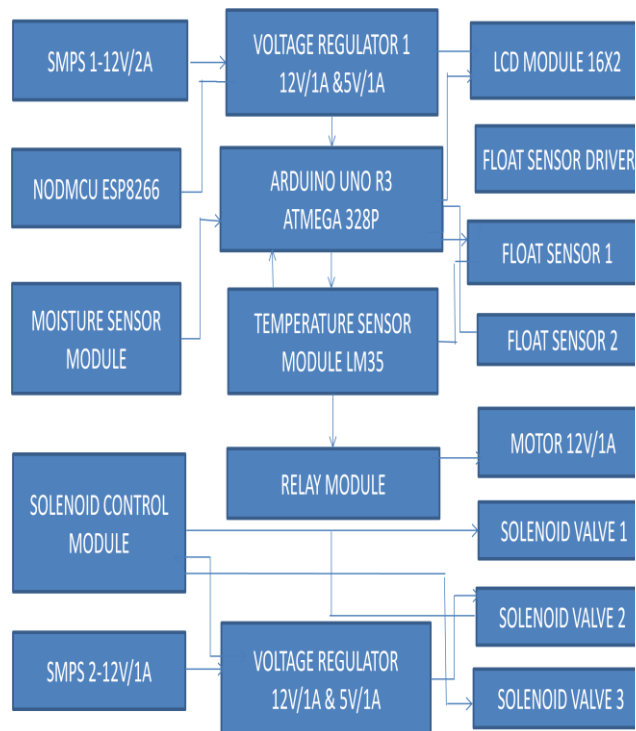 SMPS 1-12V/2A
VOLTAGE REGULATOR 1
12V/1A &5V/1A
LCD MODULE 16X2
NODMCU ESP8266
ARDUINO UNO R3
ATMEGA 328P
FLOAT SENSOR DRIVER
FLOAT SENSOR 1
MOISTURE SENSOR
MODULE
TEMPERATURE SENSOR
MODULE LM35
FLOAT SENSOR 2
MOTOR 12V/1A
RELAY MODULE
SOLENOID CONTROL
MODULE
SOLENOID VALVE 1
SOLENOID VALVE 2
SMPS 2-12V/1A
VOLTAGE REGULATOR
12V/1A & 5V/1A
SOLENOID VALVE 3